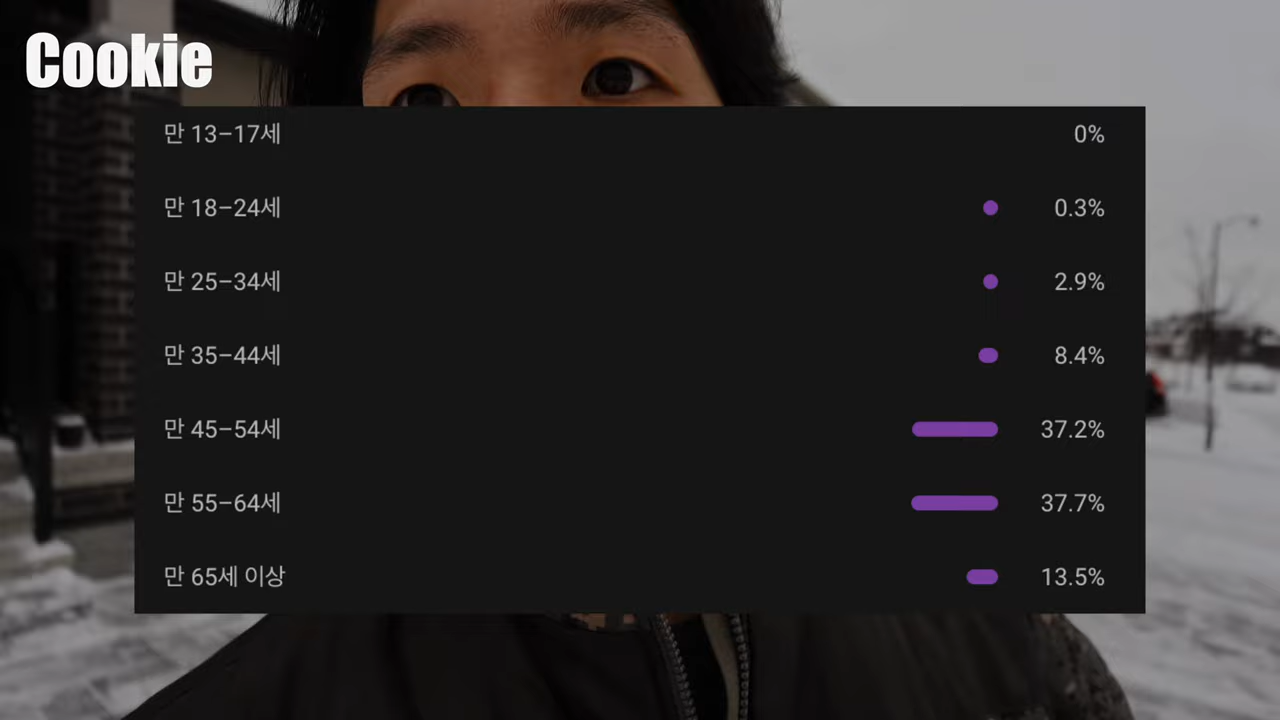 Cookie
만 13–17세 0%
만 18–24세 0.3%
만 25–34세 2.9%
만 35–44세 8.4%
만 45–54세 37.2%
만 55–64세 37.7%
만 65세 이상 13.5%